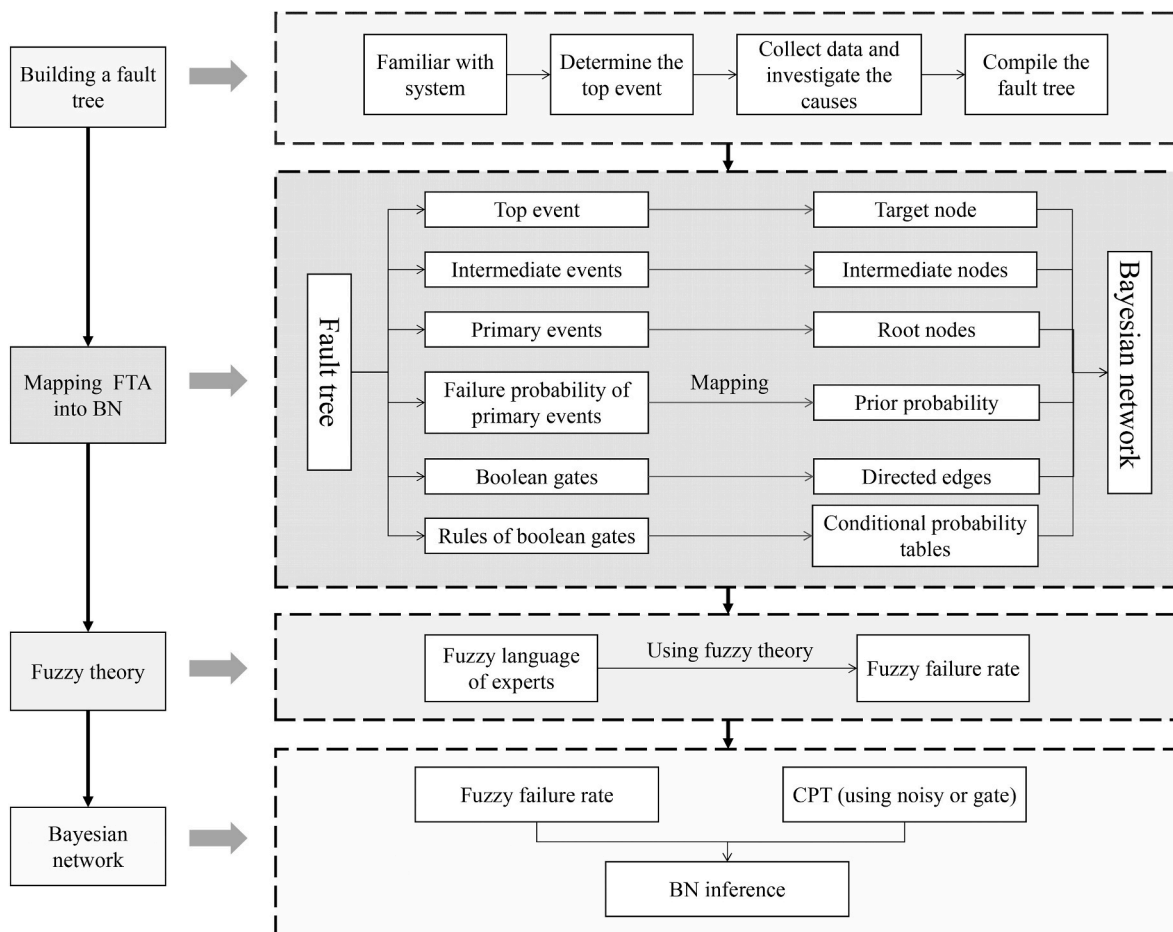 Building a fault
tree
Familiar with
system
Determine the
top event
Collect data and
investigate the
causes
Compile the
fault tree
Mapping FTA
into BN
Fault tree
Top event
Intermediate events
Primary events
Failure probability of
primary events
Boolean gates
Rules of boolean gates
Mapping
Target node
Intermediate nodes
Root nodes
Prior probability
Directed edges
Conditional probability
tables
Bayesian network
Fuzzy theory
Fuzzy language
of experts
Using fuzzy theory
Fuzzy failure rate
Bayesian
network
Fuzzy failure rate
CPT (using noisy or gate)
BN inference